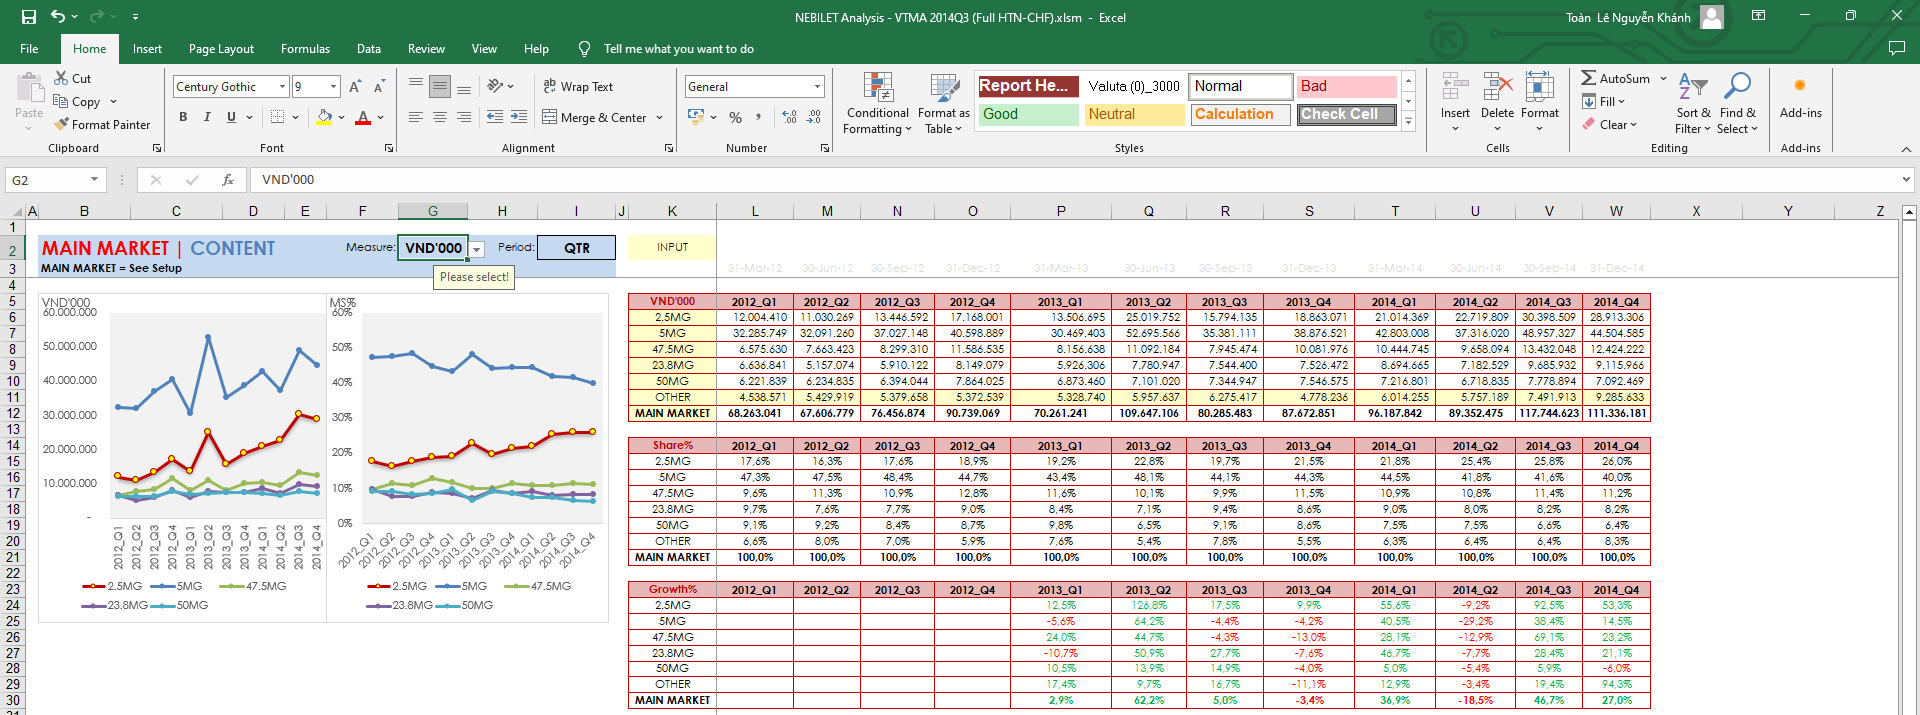 NEBILET Analysis - VTMA 2014Q3 (Full HTN-CHF).xlsm - Excel
Toàn Lê Nguyễn Khánh
File Home Insert Page Layout Formulas Data Review View Help Tell me what you want to do
Paste
Cut
Copy
Format Painter
Clipboard
Century Gothic 9
B I U
Font
Wrap Text
Merge & Center
Alignment
General
%
Number
Conditional Formatting
Format as Table
Report He... Valuta (0)_3000 Normal Bad
Good Neutral Calculation Check Cell
Styles
Insert Delete Format
Cells
AutoSum
Fill
Clear
Sort & Filter
Find & Select
Editing
Add-ins
Add-ins
G2 fx VND'000
A B C D E F G H I J K L M N O P Q R S T U V W X Y Z
1
2
3
4
5
6
7
8
9
10
11
12
13
14
15
16
17
18
19
20
21
22
23
24
25
26
27
28
29
30
MAIN MARKET | CONTENT
Measure: VND'000 Period: QTR
INPUT
MAIN MARKET = See Setup
Please select!
31-Mar-12 30-Jun-12 30-Sep-12 31-Dec-12 31-Mar-13 30-Jun-13 30-Sep-13 31-Dec-13 31-Mar-14 30-Jun-14 30-Sep-14 31-Dec-14
VND'000
60.000.000
50.000.000
40.000.000
30.000.000
20.000.000
10.000.000
-
2012_Q1 2012_Q2 2012_Q3 2012_Q4 2013_Q1 2013_Q2 2013_Q3 2013_Q4 2014_Q1 2014_Q2 2014_Q3 2014_Q4
2.5MG 5MG 47.5MG
23.8MG 50MG
MS%
60%
50%
40%
30%
20%
10%
0%
2012_Q1 2012_Q2 2012_Q3 2012_Q4 2013_Q1 2013_Q2 2013_Q3 2013_Q4 2014_Q1 2014_Q2 2014_Q3 2014_Q4
2.5MG 5MG 47.5MG
23.8MG 50MG
VND'000 2012_Q1 2012_Q2 2012_Q3 2012_Q4 2013_Q1 2013_Q2 2013_Q3 2013_Q4 2014_Q1 2014_Q2 2014_Q3 2014_Q4
2.5MG 12.004.410 11.030.269 13.446.592 17.168.001 13.506.695 25.019.752 15.794.135 18.863.071 21.014.369 22.719.809 30.398.509 28.913.306
5MG 32.285.749 32.091.260 37.027.148 40.598.889 30.469.403 52.695.566 35.381.111 38.876.521 42.803.008 37.316.020 48.957.327 44.504.585
47.5MG 6.575.630 7.663.423 8.299.310 11.586.535 8.156.638 11.092.184 7.945.474 10.081.976 10.444.745 9.658.094 13.432.048 12.424.222
23.8MG 6.636.841 5.157.074 5.910.122 8.149.079 5.926.306 7.780.947 7.544.400 7.526.472 8.694.665 7.182.529 9.685.932 9.115.966
50MG 6.221.839 6.234.835 6.394.044 7.864.025 6.873.460 7.101.020 7.344.947 7.546.575 7.216.801 6.718.835 7.778.894 7.092.469
OTHER 4.538.571 5.429.919 5.379.658 5.372.539 5.328.740 5.957.637 6.275.417 4.778.236 6.014.255 5.757.189 7.491.913 9.285.633
MAIN MARKET 68.263.041 67.606.779 76.456.874 90.739.069 70.261.241 109.647.106 80.285.483 87.672.851 96.187.842 89.352.475 117.744.623 111.336.181
Share% 2012_Q1 2012_Q2 2012_Q3 2012_Q4 2013_Q1 2013_Q2 2013_Q3 2013_Q4 2014_Q1 2014_Q2 2014_Q3 2014_Q4
2.5MG 17,6% 16,3% 17,6% 18,9% 19,2% 22,8% 19,7% 21,5% 21,8% 25,4% 25,8% 26,0%
5MG 47,3% 47,5% 48,4% 44,7% 43,4% 48,1% 44,1% 44,3% 44,5% 41,8% 41,6% 40,0%
47.5MG 9,6% 11,3% 10,9% 12,8% 11,6% 10,1% 9,9% 11,5% 10,9% 10,8% 11,4% 11,2%
23.8MG 9,7% 7,6% 7,7% 9,0% 8,4% 7,1% 9,4% 8,6% 9,0% 8,0% 8,2% 8,2%
50MG 9,1% 9,2% 8,4% 8,7% 9,8% 6,5% 9,1% 8,6% 7,5% 7,5% 6,6% 6,4%
OTHER 6,6% 8,0% 7,0% 5,9% 7,6% 5,4% 7,8% 5,5% 6,3% 6,4% 6,4% 8,3%
MAIN MARKET 100,0% 100,0% 100,0% 100,0% 100,0% 100,0% 100,0% 100,0% 100,0% 100,0% 100,0% 100,0%
Growth% 2012_Q1 2012_Q2 2012_Q3 2012_Q4 2013_Q1 2013_Q2 2013_Q3 2013_Q4 2014_Q1 2014_Q2 2014_Q3 2014_Q4
2.5MG 12,5% 126,8% 17,5% 9,9% 55,6% -9,2% 92,5% 53,3%
5MG -5,6% 64,2% -4,4% -4,2% 40,5% -29,2% 38,4% 14,5%
47.5MG 24,0% 44,7% -4,3% -13,0% 28,1% -12,9% 69,1% 23,2%
23.8MG -10,7% 50,9% 27,7% -7,6% 46,7% -7,7% 28,4% 21,1%
50MG 10,5% 13,9% 14,9% -4,0% 5,0% -5,4% 5,9% -6,0%
OTHER 17,4% 9,7% 16,7% -11,1% 12,9% -3,4% 19,4% 94,3%
MAIN MARKET 2,9% 62,2% 5,0% -3,4% 36,9% -18,5% 46,7% 27,0%